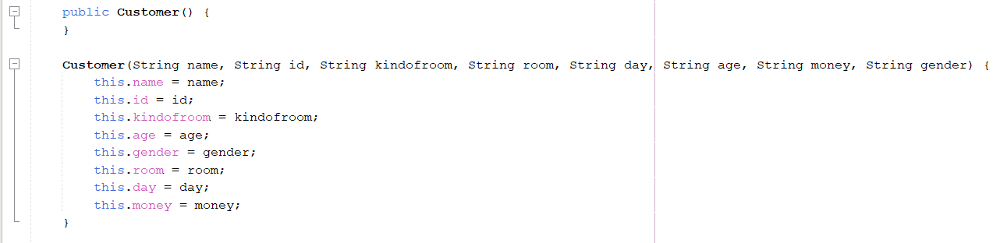 public Customer() {
}
Customer(String name, String id, String kindofroom, String room, String day, String age, String money, String gender) {
this.name = name;
this.id = id;
this.kindofroom = kindofroom;
this.age = age;
this.gender = gender;
this.room = room;
this.day = day;
this.money = money;
}